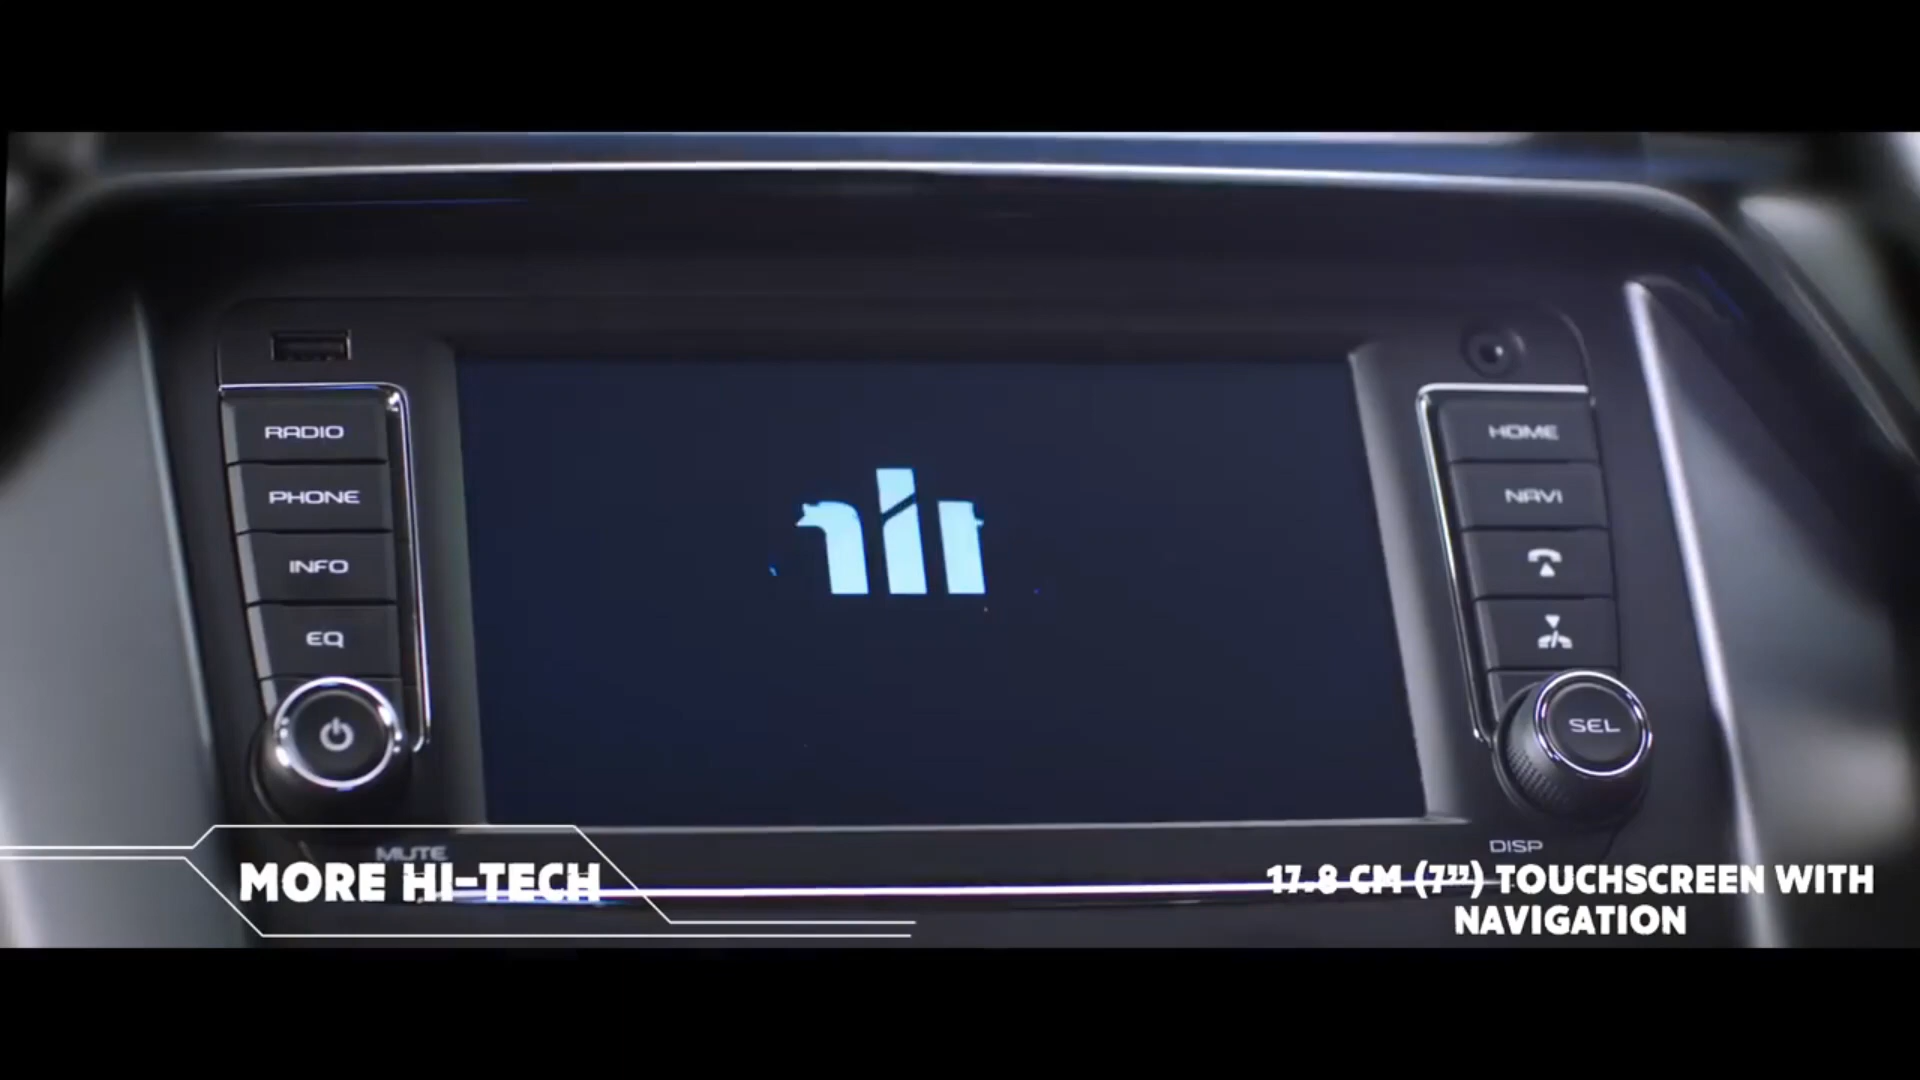 RADIO
PHONE
INFO
EQ
MUTE
HOME
NAVI
SEL
DISP
MORE HI-TECH
17.8 CM (7”) TOUCHSCREEN WITH
NAVIGATION